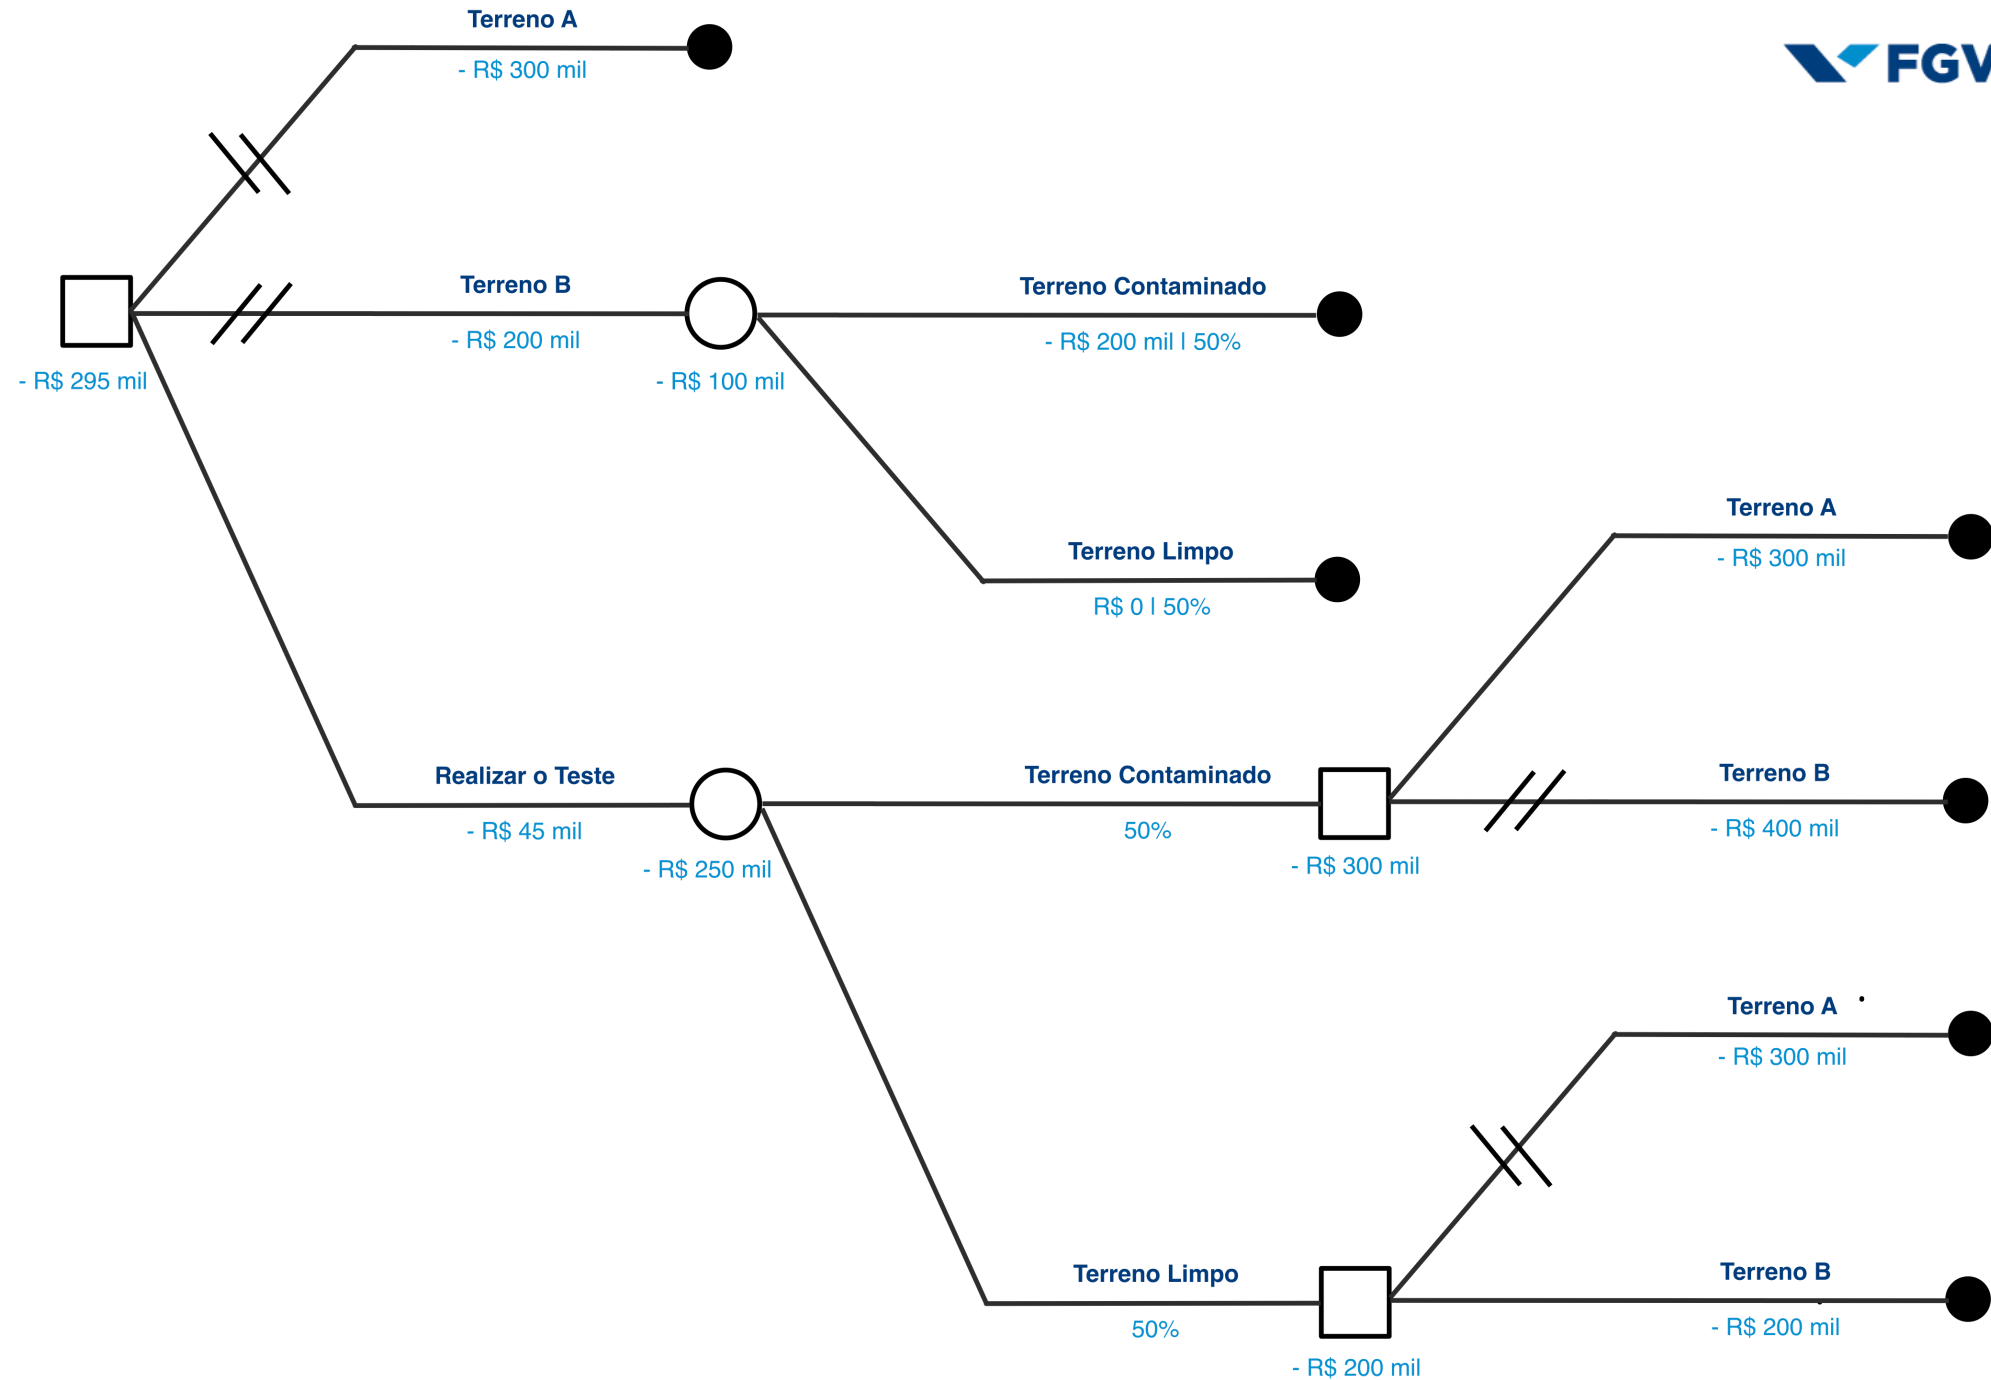 Terreno A
- R$ 300 mil
FGV
Terreno B
- R$ 200 mil
- R$ 295 mil
- R$ 100 mil
Terreno Contaminado
- R$ 200 mil | 50%
Terreno Limpo
R$ 0 | 50%
Realizar o Teste
- R$ 45 mil
- R$ 250 mil
Terreno Contaminado
50%
- R$ 300 mil
Terreno A
- R$ 300 mil
Terreno B
- R$ 400 mil
Terreno Limpo
50%
- R$ 200 mil
Terreno A
- R$ 300 mil
Terreno B
- R$ 200 mil